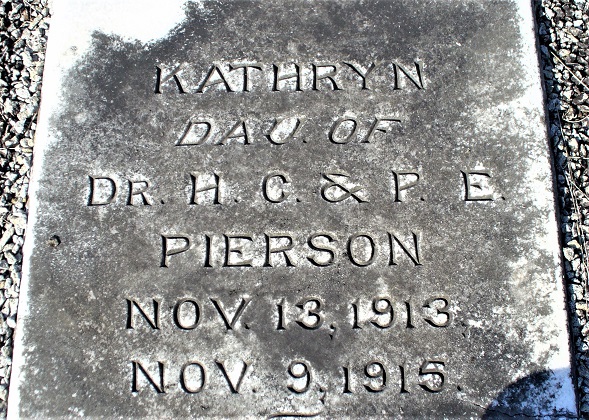 KATHRYN
DAU. OF
DR. H. C. & P. E.
PIERSON
NOV. 13, 1913.
NOV. 9, 1915.